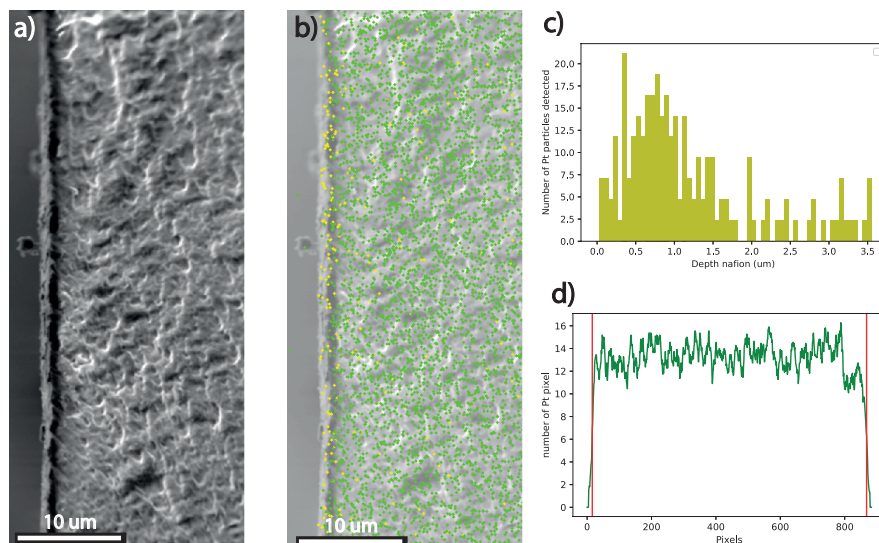 a)
10 um
b)
10 um
c)
Number of Pt particles detected
20.0
17.5
15.0
12.5
10.0
7.5
5.0
2.5
0.0
0.0 0.5 1.0 1.5 2.0 2.5 3.0 3.5
Depth nafion (um)
d)
number of Pt pixel
16
14
12
10
8
6
4
2
0
0 200 400 600 800
Pixels